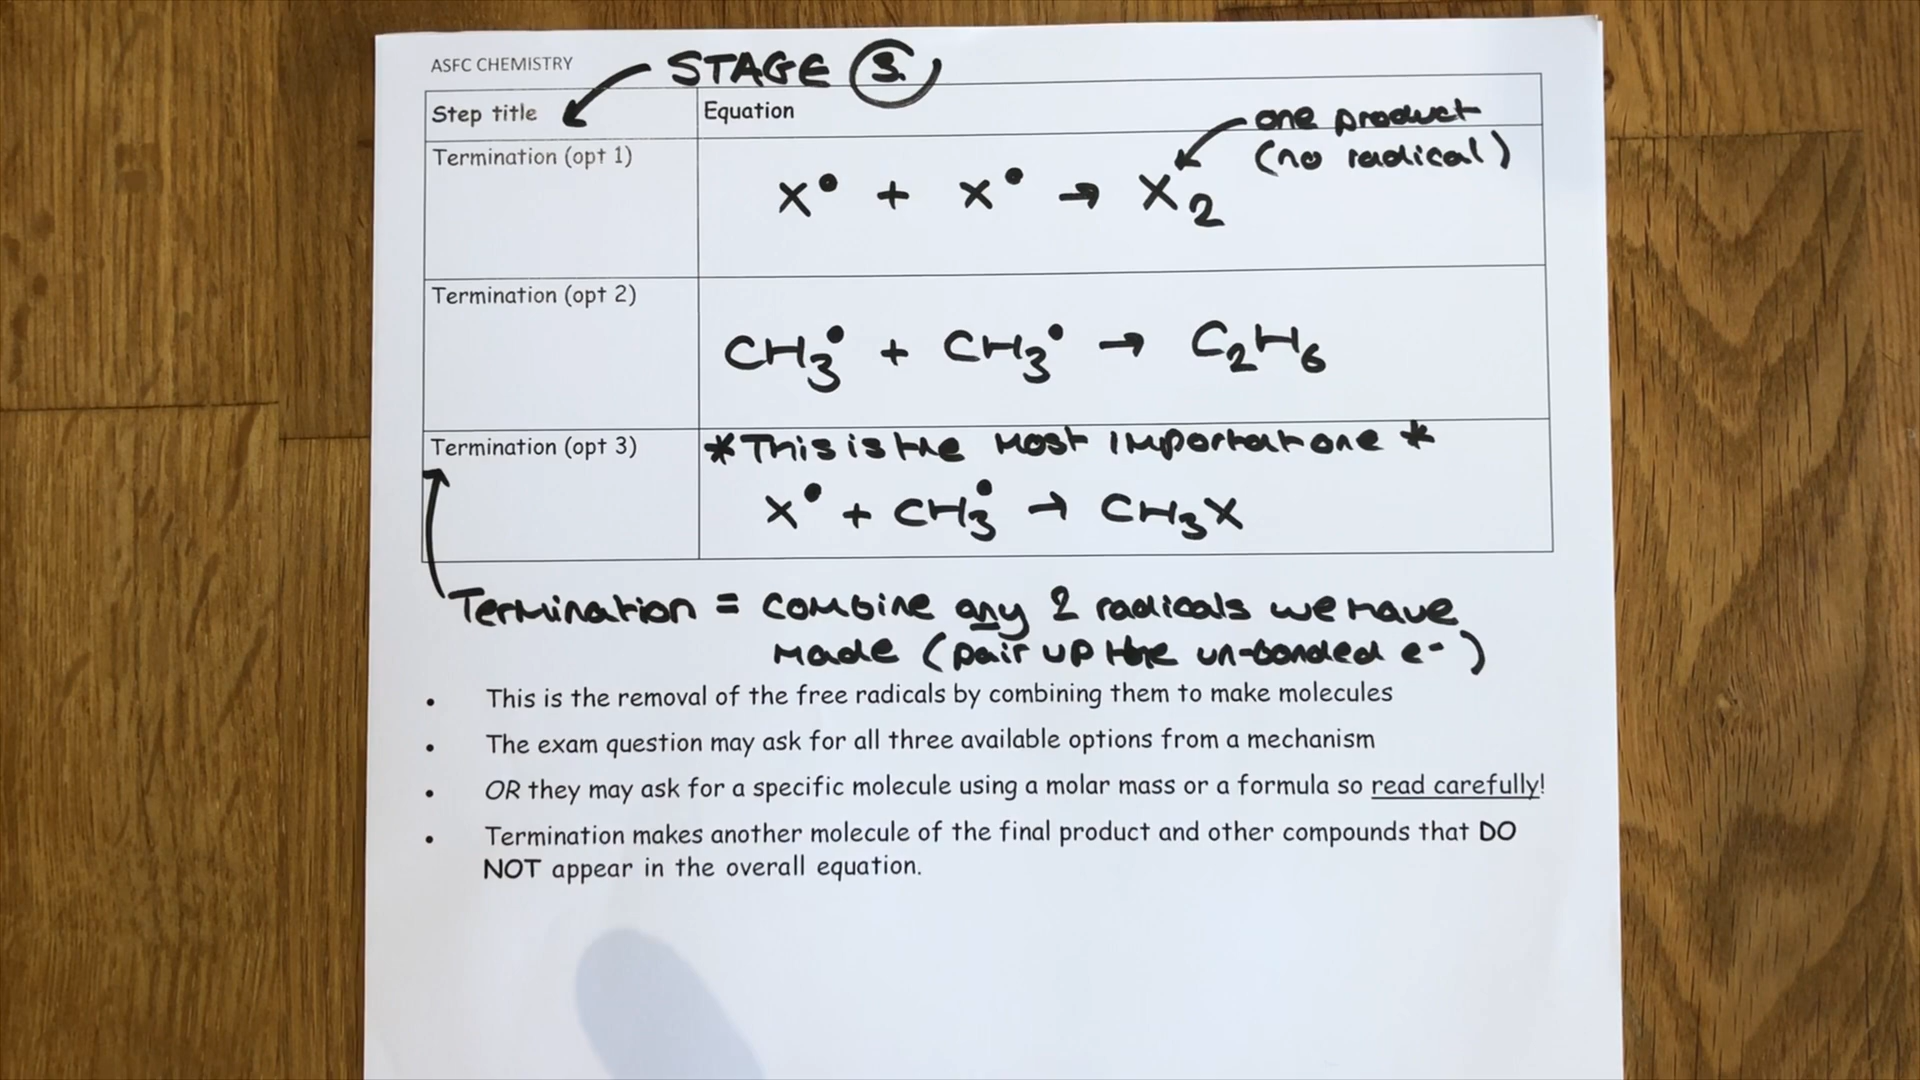 ASFC CHEMISTRY
STAGE 3.
Step title
Equation
one product
(no radical)
Termination (opt 1)
X• + X• → X₂
Termination (opt 2)
CH₃• + CH₃• → C₂H₆
Termination (opt 3)
*This is the most important one *
X• + CH₃• → CH₃X
Termination = combine any 2 radicals we have
made (pair up the un-bonded e-)
• This is the removal of the free radicals by combining them to make molecules
• The exam question may ask for all three available options from a mechanism
• OR they may ask for a specific molecule using a molar mass or a formula so read carefully!
• Termination makes another molecule of the final product and other compounds that DO
NOT appear in the overall equation.